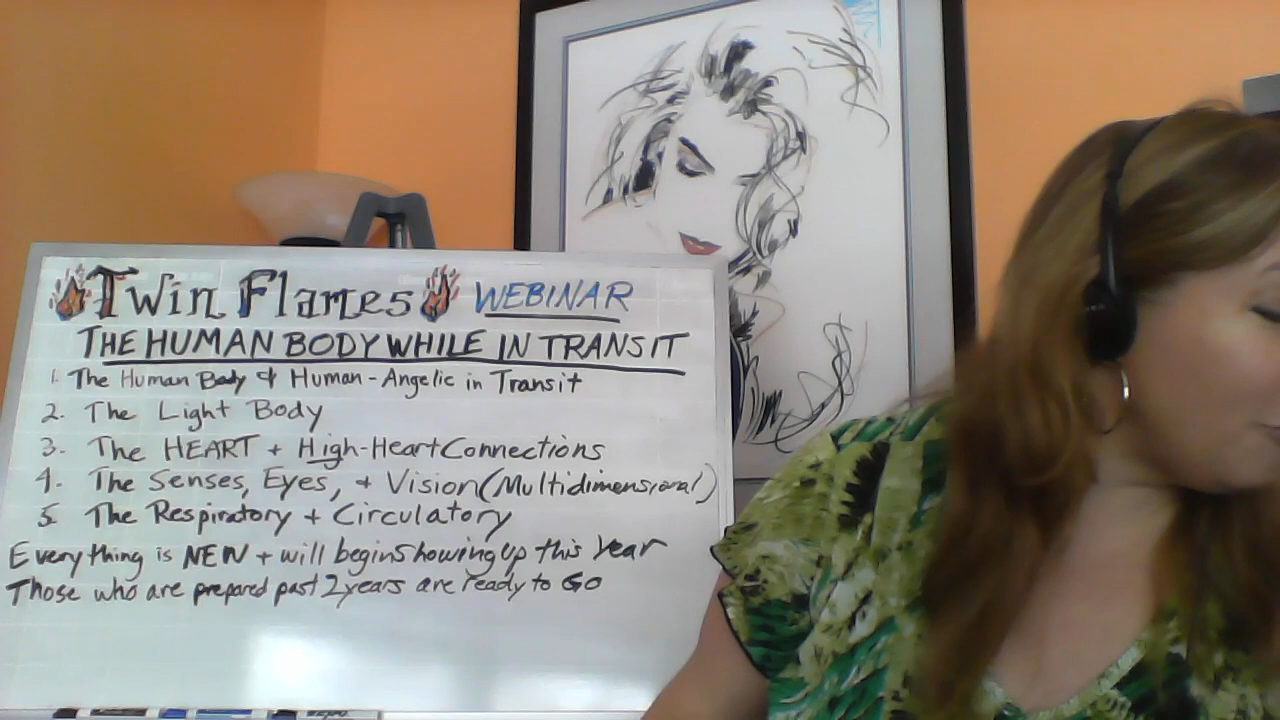 Twin Flames WEBINAR
THE HUMAN BODY WHILE IN TRANSIT
1. The Human Body & Human-Angelic in Transit
2. The Light Body
3. The HEART + High-Heart Connections
4. The Senses, Eyes, + Vision (Multidimensional)
5. The Respiratory + Circulatory
Everything is NEW + will begin Showing Up this Year
Those who are prepared past 2 years are ready to GO